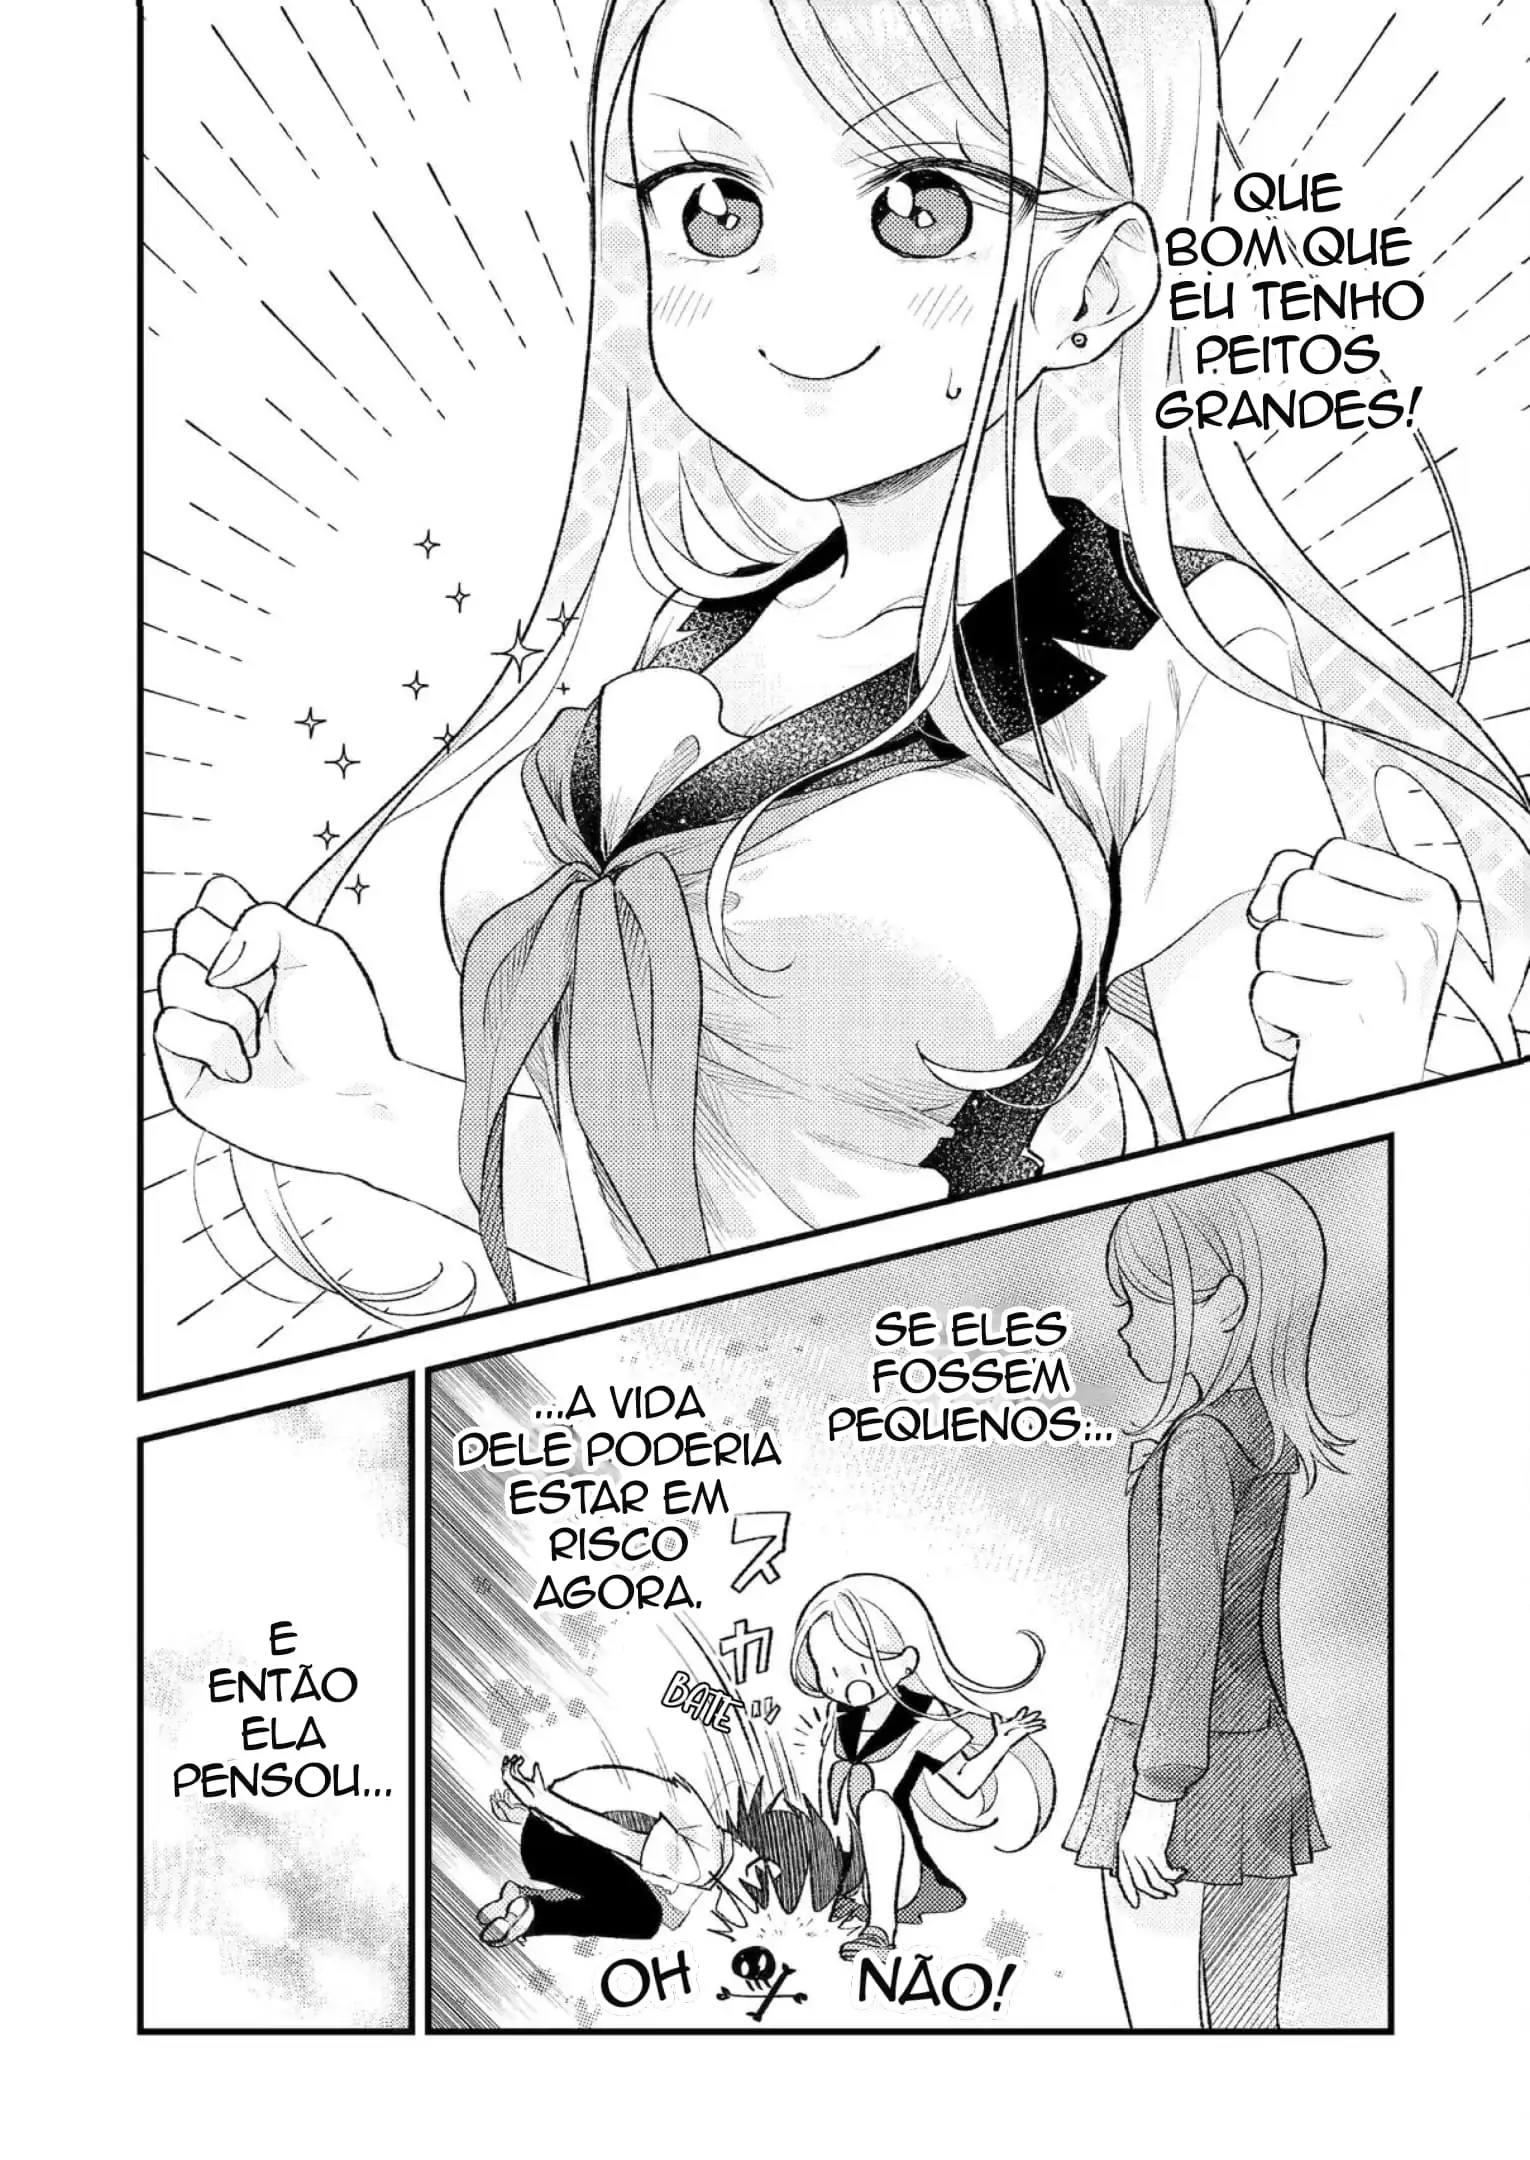 QUE
BOM QUE
EU TENHO
PEITOS
GRANDES!
SE ELES
FOSSEM
PEQUENOS...
...A VIDA
DELE PODERIA
ESTAR EM
RISCO
AGORA.
スカッ
BATE
OH NÃO!
E
ENTÃO
ELA
PENSOU...